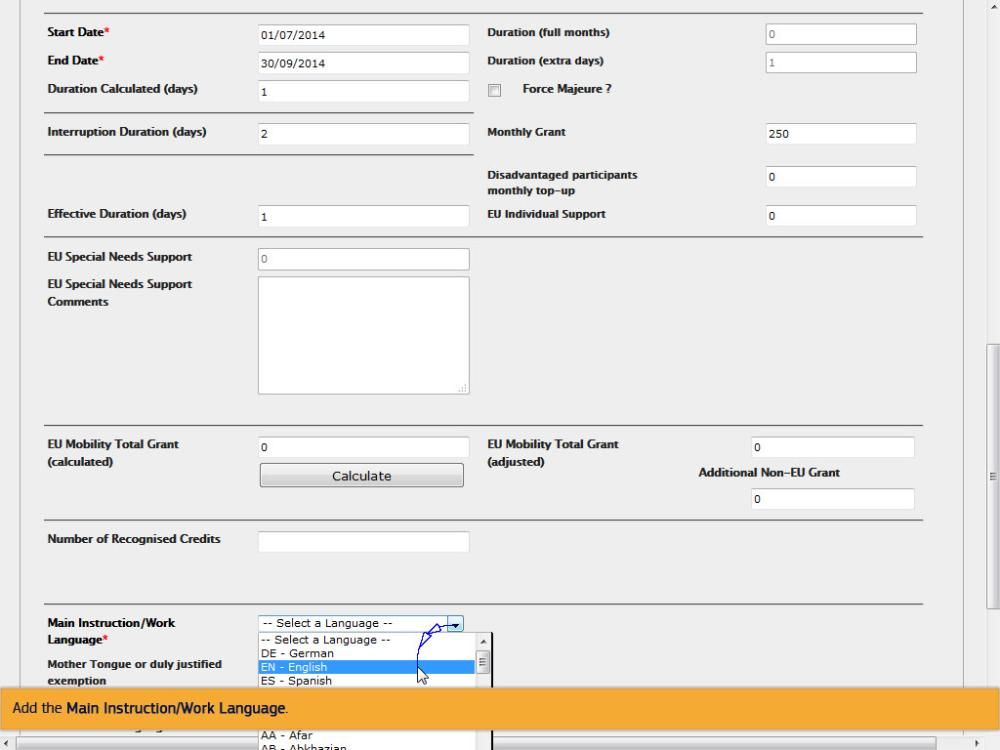 Start Date* 01/07/2014 Duration (full months) 0
End Date* 30/09/2014 Duration (extra days) 1
Duration Calculated (days) 1 Force Majeure ?
Interruption Duration (days) 2 Monthly Grant 250
Disadvantaged participants
monthly top-up 0
Effective Duration (days) 1 EU Individual Support 0
EU Special Needs Support 0
EU Special Needs Support
Comments
EU Mobility Total Grant
(calculated) 0
Calculate
EU Mobility Total Grant
(adjusted) 0
Additional Non-EU Grant
0
Number of Recognised Credits
Main Instruction/Work
Language*
-- Select a Language --
-- Select a Language --
DE - German
EN - English
ES - Spanish
Mother Tongue or duly justified
exemption
Add the Main Instruction/Work Language.
AA - Afar
AB - Abkhazian